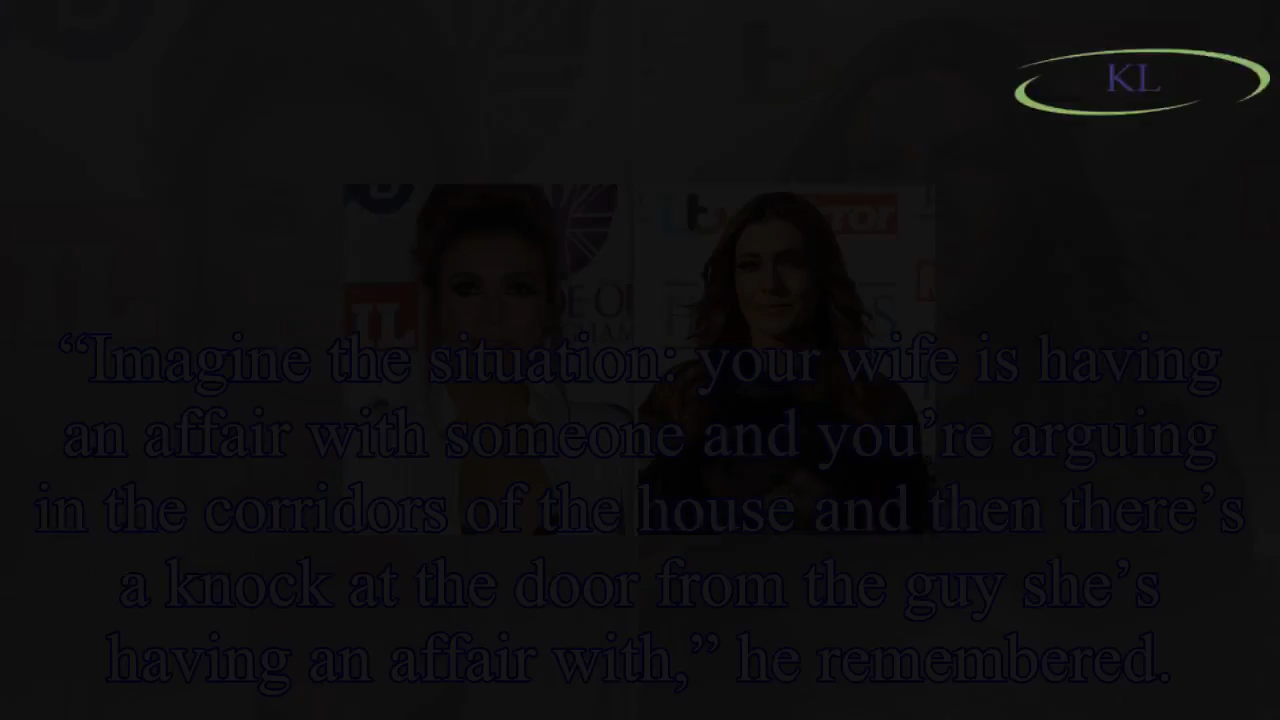 KL
“Imagine the situation: your wife is having
an affair with someone and you’re arguing
in the corridors of the house and then there’s
a knock at the door from the guy she’s
having an affair with,” he remembered.